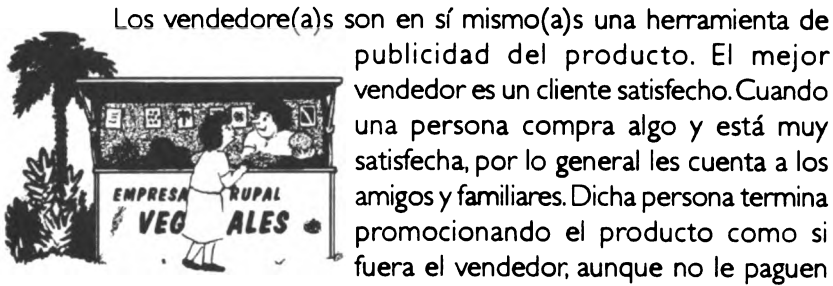 Los vendedore(a)s son en sí mismo(a)s una herramienta de
publicidad del producto. El mejor
vendedor es un cliente satisfecho. Cuando
una persona compra algo y está muy
satisfecha, por lo general les cuenta a los
amigos y familiares. Dicha persona termina
promocionando el producto como si
fuera el vendedor, aunque no le paguen
EMPRESA RUPAL
VEG ALES